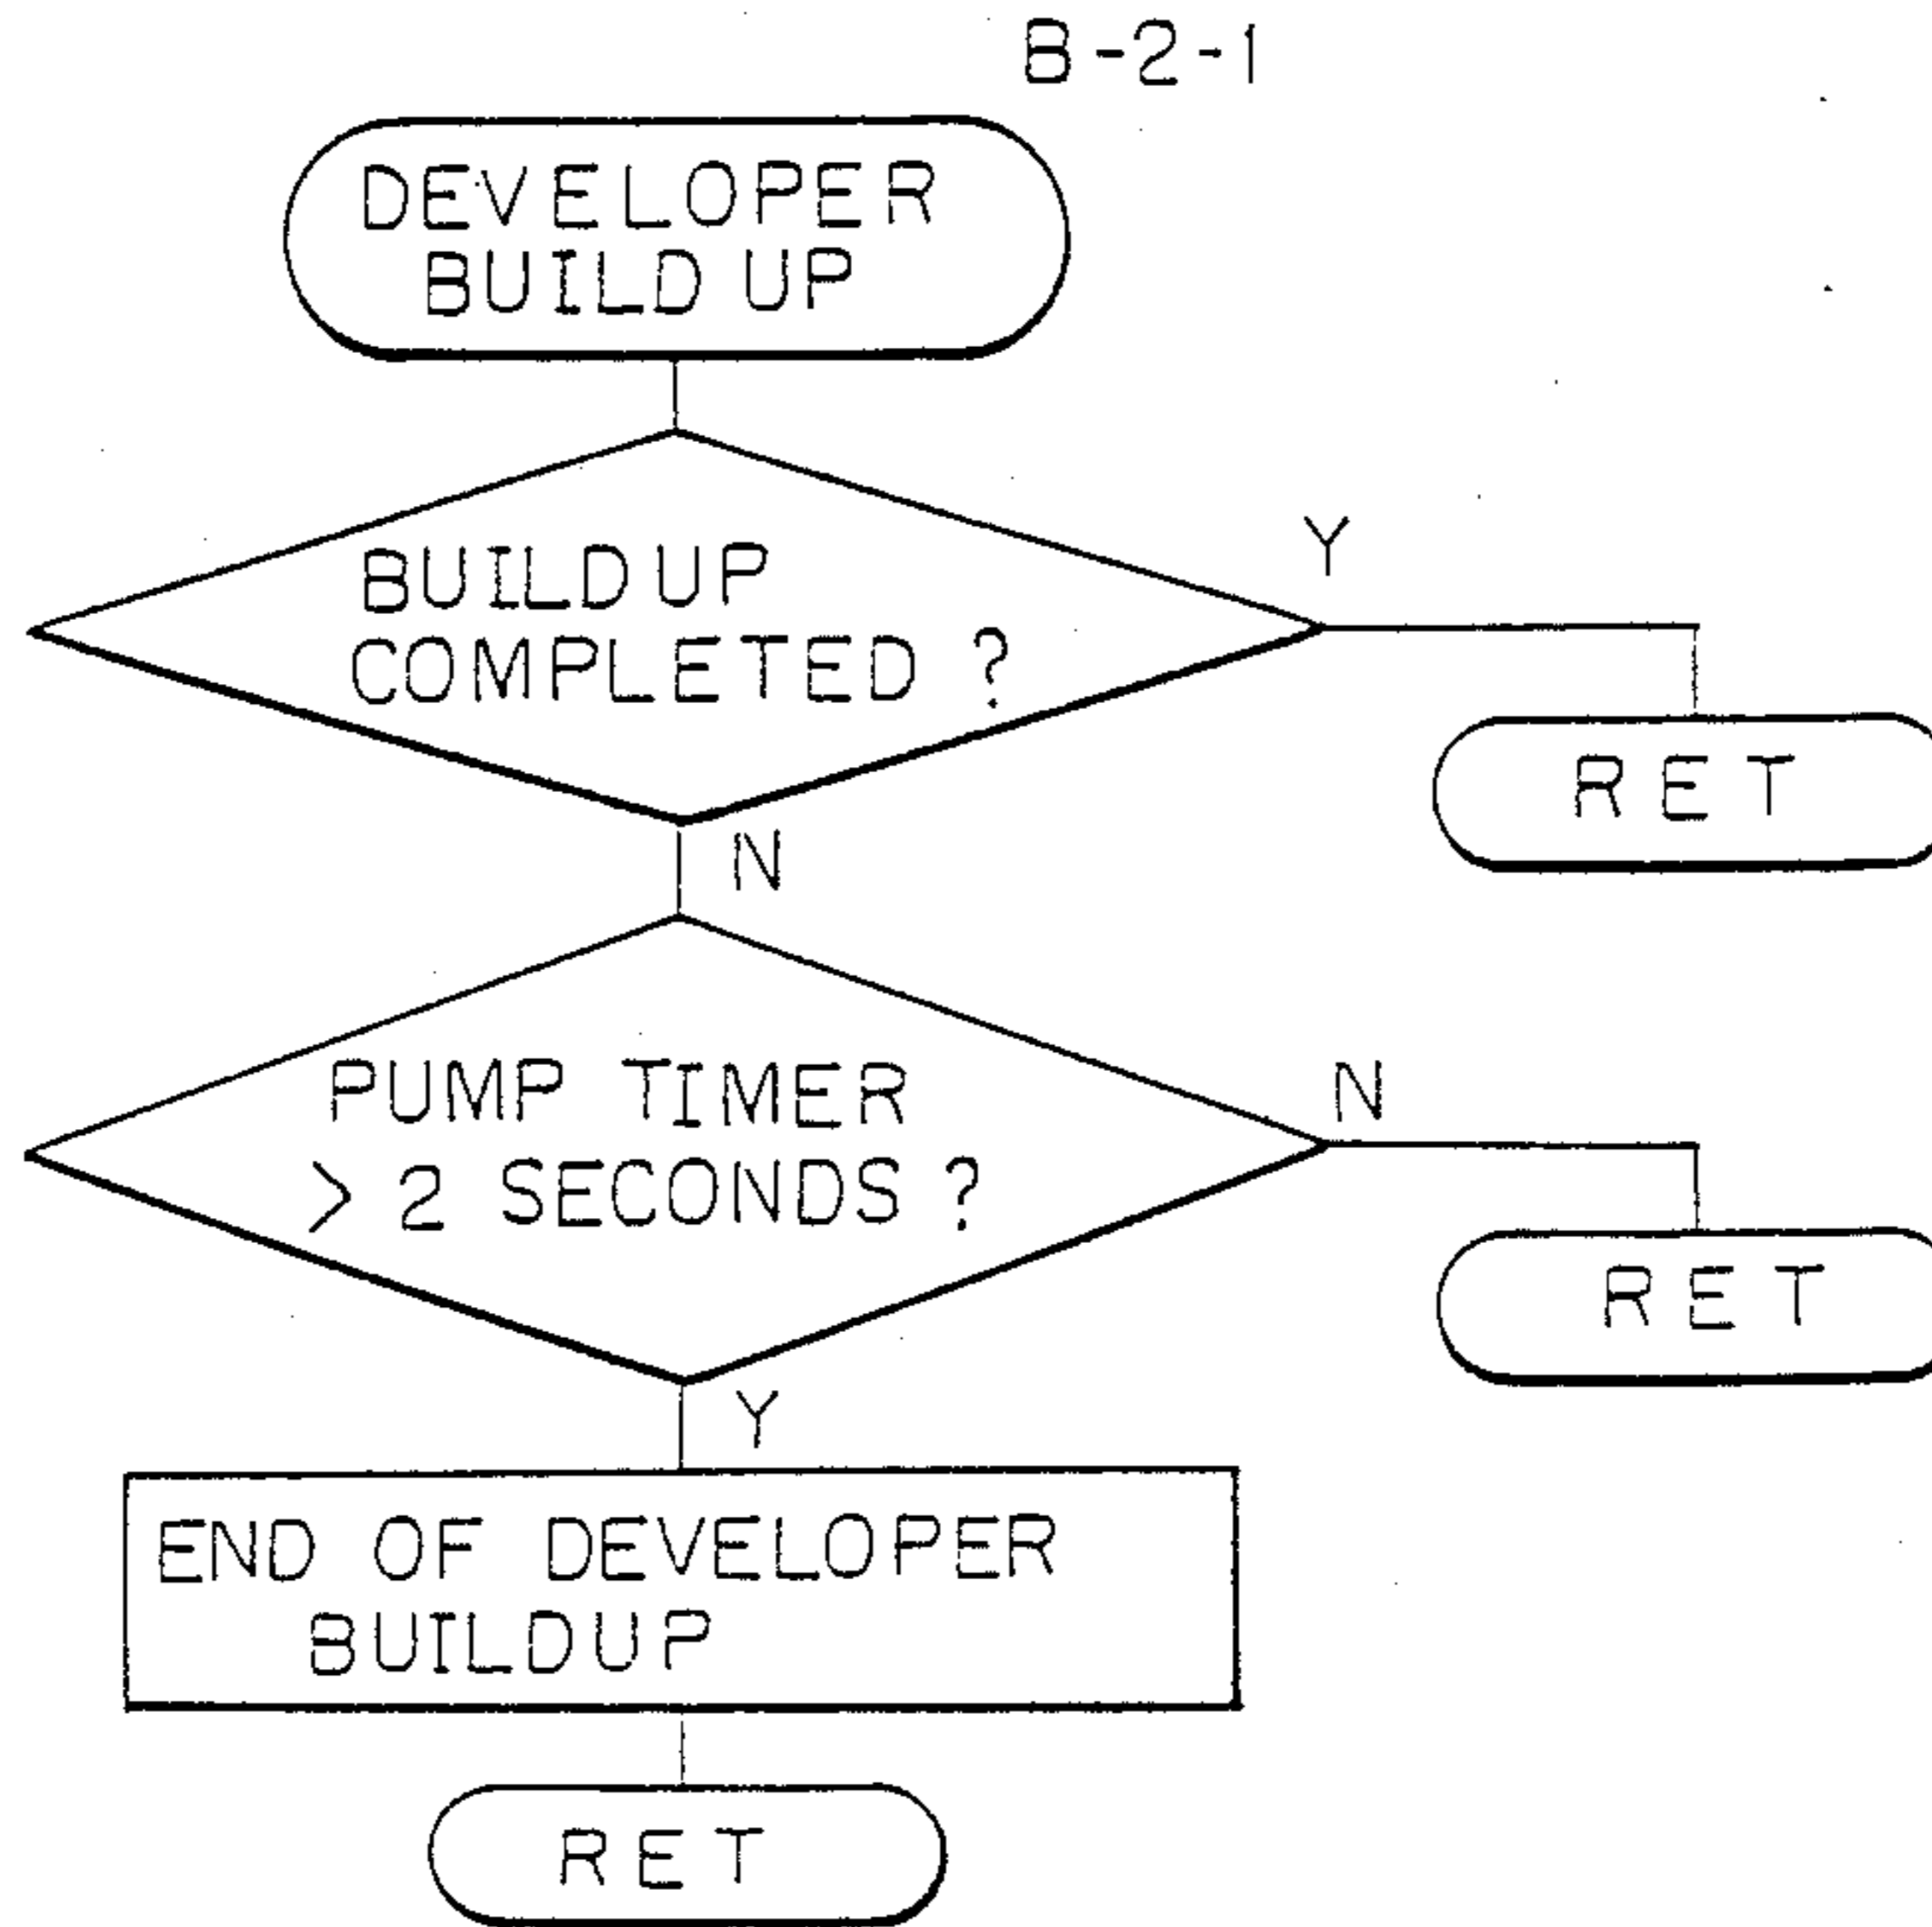 B-2-1
DEVELOPER
BUILD UP
BUILD UP
COMPLETED ?
Y
RET
N
PUMP TIMER
> 2 SECONDS ?
N
RET
Y
END OF DEVELOPER
BUILDUP
RET